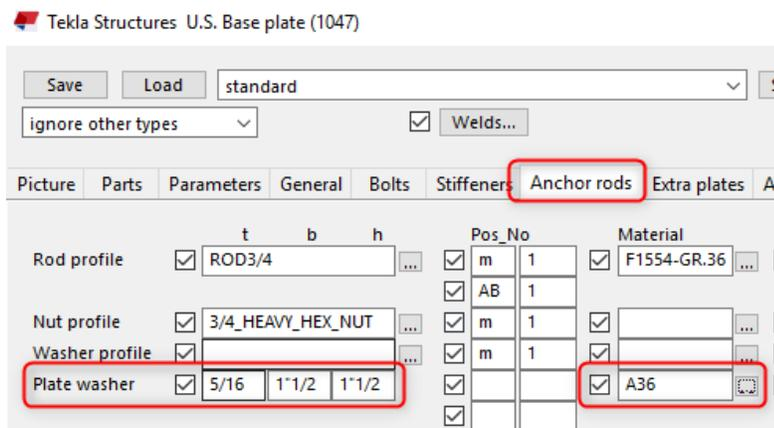 Tekla Structures U.S. Base plate (1047)
Save Load standard
ignore other types Welds...
Picture Parts Parameters General Bolts Stiffeners Anchor rods Extra plates
t b h Pos_No Material
Rod profile ROD3/4 ... m 1 F1554-GR.36 ...
AB 1
Nut profile 3/4_HEAVY_HEX_NUT ... m 1 ...
Washer profile ... m 1 ...
Plate washer 5/16 1"1/2 1"1/2 A36 ...